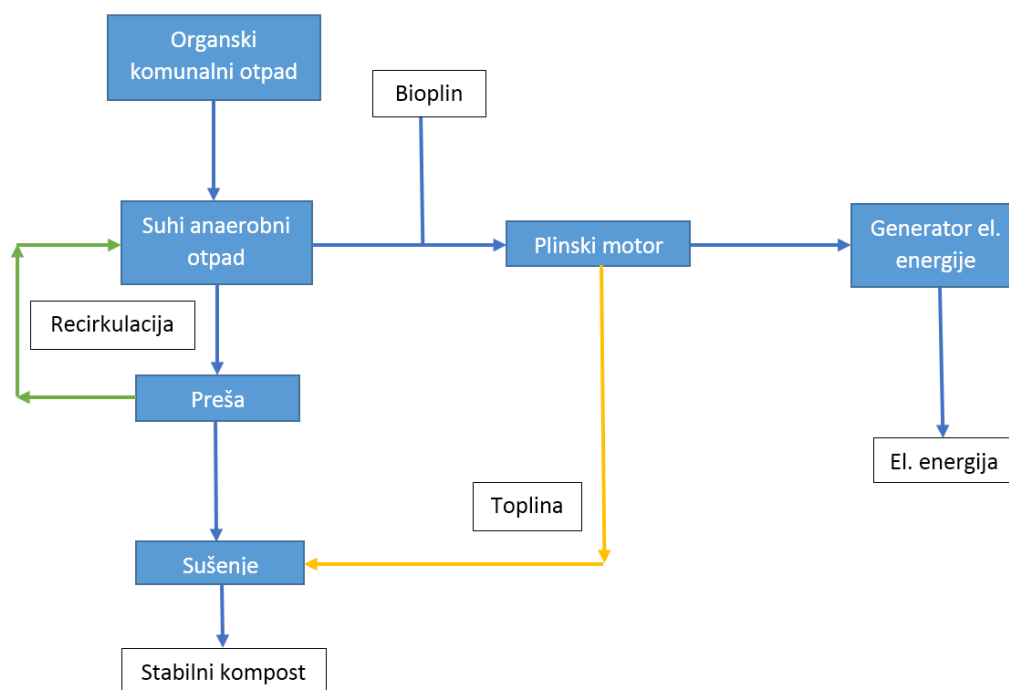 Organski
komunalni otpad
Bioplin
Suhi anaerobni
otpad
Plinski motor
Generator el.
energije
Recirkulacija
Preša
El. energija
Toplina
Sušenje
Stabilni kompost